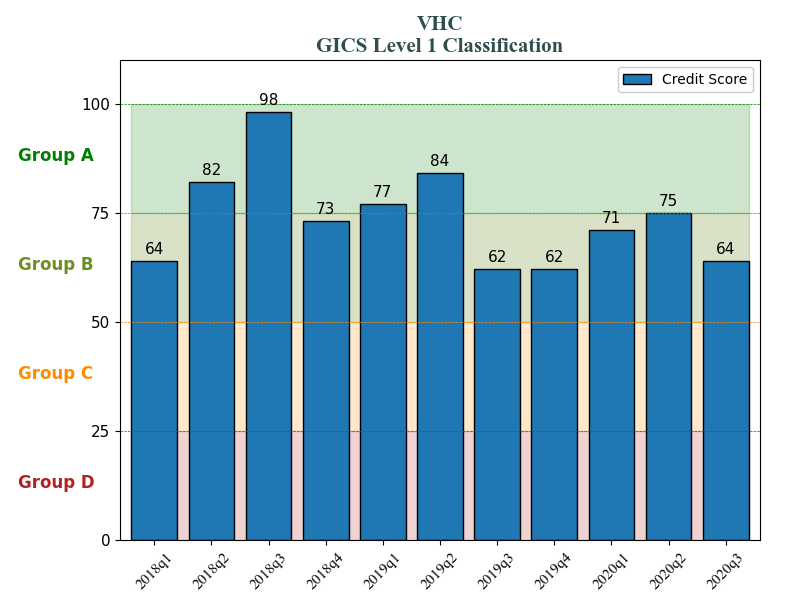 VHC
GICS Level 1 Classification
Credit Score
100
98
Group A
84
82
77
75
75
73
71
64
64
62
62
Group B
50
Group C
25
Group D
0
2018q1
2018q2
2018q3
2018q4
2019q1
2019q2
2019q3
2019q4
2020q1
2020q2
2020q3